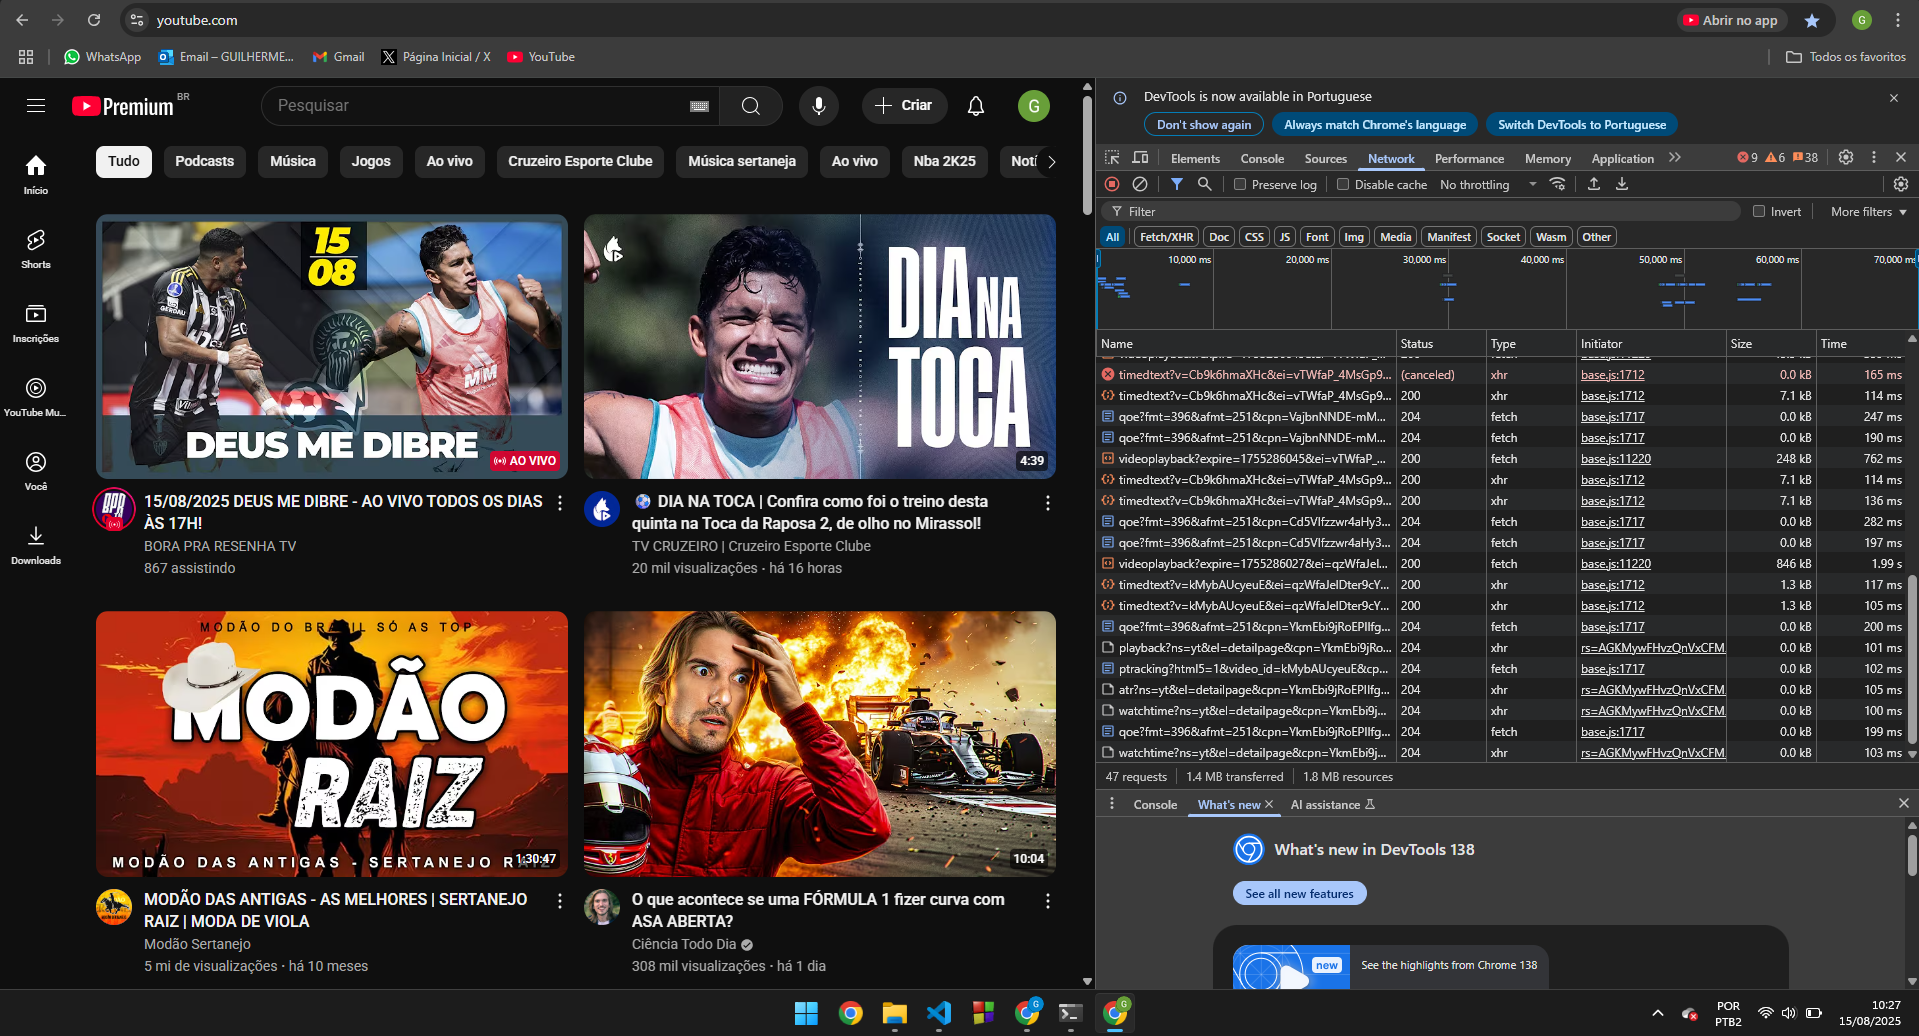 youtube.com
Abrir no app
G
WhatsApp
Email – GUILHERME...
Gmail
Página Inicial / X
YouTube
Todos os favoritos
Premium BR
Pesquisar
Criar
G
Tudo
Podcasts
Música
Jogos
Ao vivo
Cruzeiro Esporte Clube
Música sertaneja
Ao vivo
Nba 2K25
Início
Shorts
Inscrições
YouTube Mu...
Você
Downloads
15
08
GERDAU
DEUS ME DIBRE
AO VIVO
DIA NA
TOCA
4:39
15/08/2025 DEUS ME DIBRE - AO VIVO TODOS OS DIAS
ÀS 17H!
BORA PRA RESENHA TV
867 assistindo
DIA NA TOCA | Confira como foi o treino desta
quinta na Toca da Raposa 2, de olho no Mirassol!
TV CRUZEIRO | Cruzeiro Esporte Clube
20 mil visualizações · há 16 horas
MODÃO DO BRASIL SÓ AS TOP
MODÃO
RAIZ
MODÃO DAS ANTIGAS - SERTANEJO RAIZ
1:30:47
10:04
MODÃO DAS ANTIGAS - AS MELHORES | SERTANEJO
RAIZ | MODA DE VIOLA
Modão Sertanejo
5 mi de visualizações · há 10 meses
O que acontece se uma FÓRMULA 1 fizer curva com
ASA ABERTA?
Ciência Todo Dia
308 mil visualizações · há 1 dia
DevTools is now available in Portuguese
Don't show again
Always match Chrome's language
Switch DevTools to Portuguese
Elements
Console
Sources
Network
Performance
Memory
Application
9
6
38
Preserve log
Disable cache
No throttling
Filter
Invert
More filters
All
Fetch/XHR
Doc
CSS
JS
Font
Img
Media
Manifest
Socket
Wasm
Other
10,000 ms
20,000 ms
30,000 ms
40,000 ms
50,000 ms
60,000 ms
70,000 ms
Name Status Type Initiator Size Time
timedtext?v=Cb9k6hmaXHc&ei=vTWfaP_4MsGp9... (canceled) xhr base.js:1712 0.0 kB 165 ms
timedtext?v=Cb9k6hmaXHc&ei=vTWfaP_4MsGp9... 200 xhr base.js:1712 7.1 kB 114 ms
qoe?fmt=396&afmt=251&cpn=VajbnNNDE-mM... 204 fetch base.js:1717 0.0 kB 247 ms
qoe?fmt=396&afmt=251&cpn=VajbnNNDE-mM... 204 fetch base.js:1717 0.0 kB 190 ms
videoplayback?expire=1755286045&ei=vTWfaP_... 200 fetch base.js:11220 248 kB 762 ms
timedtext?v=Cb9k6hmaXHc&ei=vTWfaP_4MsGp9... 200 xhr base.js:1712 7.1 kB 114 ms
timedtext?v=Cb9k6hmaXHc&ei=vTWfaP_4MsGp9... 200 xhr base.js:1712 7.1 kB 136 ms
qoe?fmt=396&afmt=251&cpn=Cd5VIfzzwr4aHy3... 204 fetch base.js:1717 0.0 kB 282 ms
qoe?fmt=396&afmt=251&cpn=Cd5VIfzzwr4aHy3... 204 fetch base.js:1717 0.0 kB 197 ms
videoplayback?expire=1755286027&ei=qzWfaJeI... 200 fetch base.js:11220 846 kB 1.99 s
timedtext?v=kMybAUcyeuE&ei=qzWfaJeIDter9cY... 200 xhr base.js:1712 1.3 kB 117 ms
timedtext?v=kMybAUcyeuE&ei=qzWfaJeIDter9cY... 200 xhr base.js:1712 1.3 kB 105 ms
qoe?fmt=396&afmt=251&cpn=YkmEbi9jRoEPIIfg... 204 fetch base.js:1717 0.0 kB 200 ms
playback?ns=yt&el=detailpage&cpn=YkmEbi9jRo... 204 xhr rs=AGKMywFHvzQnVxCFM 0.0 kB 101 ms
ptracking?html5=1&video_id=kMybAUcyeuE&cp... 204 fetch base.js:1717 0.0 kB 102 ms
atr?ns=yt&el=detailpage&cpn=YkmEbi9jRoEPIIfg... 204 xhr rs=AGKMywFHvzQnVxCFM 0.0 kB 105 ms
watchtime?ns=yt&el=detailpage&cpn=YkmEbi9j... 204 xhr rs=AGKMywFHvzQnVxCFM 0.0 kB 100 ms
qoe?fmt=396&afmt=251&cpn=YkmEbi9jRoEPIIfg... 204 fetch base.js:1717 0.0 kB 199 ms
watchtime?ns=yt&el=detailpage&cpn=YkmEbi9j... 204 xhr rs=AGKMywFHvzQnVxCFM 0.0 kB 103 ms
47 requests
1.4 MB transferred
1.8 MB resources
Console
What's new
AI assistance
What's new in DevTools 138
See all new features
new
See the highlights from Chrome 138
POR
PTB2
10:27
15/08/2025